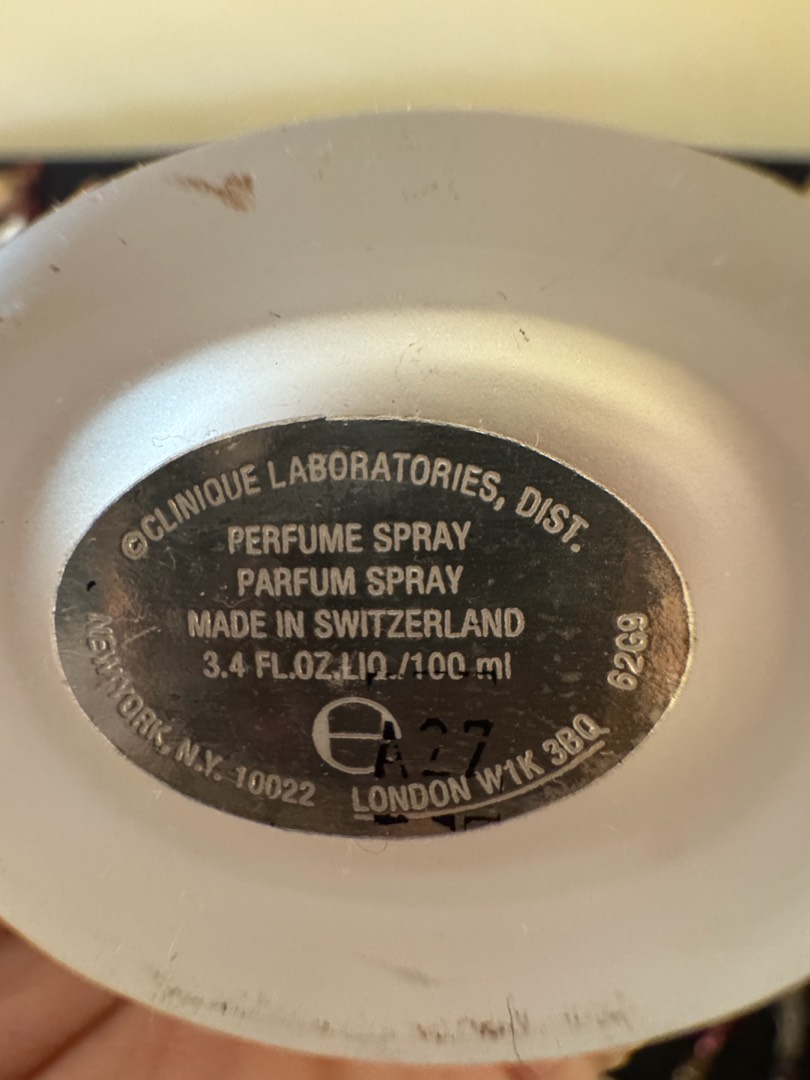 ©CLINIQUE LABORATORIES, DIST.
PERFUME SPRAY
PARFUM SPRAY
MADE IN SWITZERLAND
3.4 FL.OZ.LIQ./100 ml
e
A27
NEW YORK, N.Y. 10022
LONDON W1K 3BQ
62G9